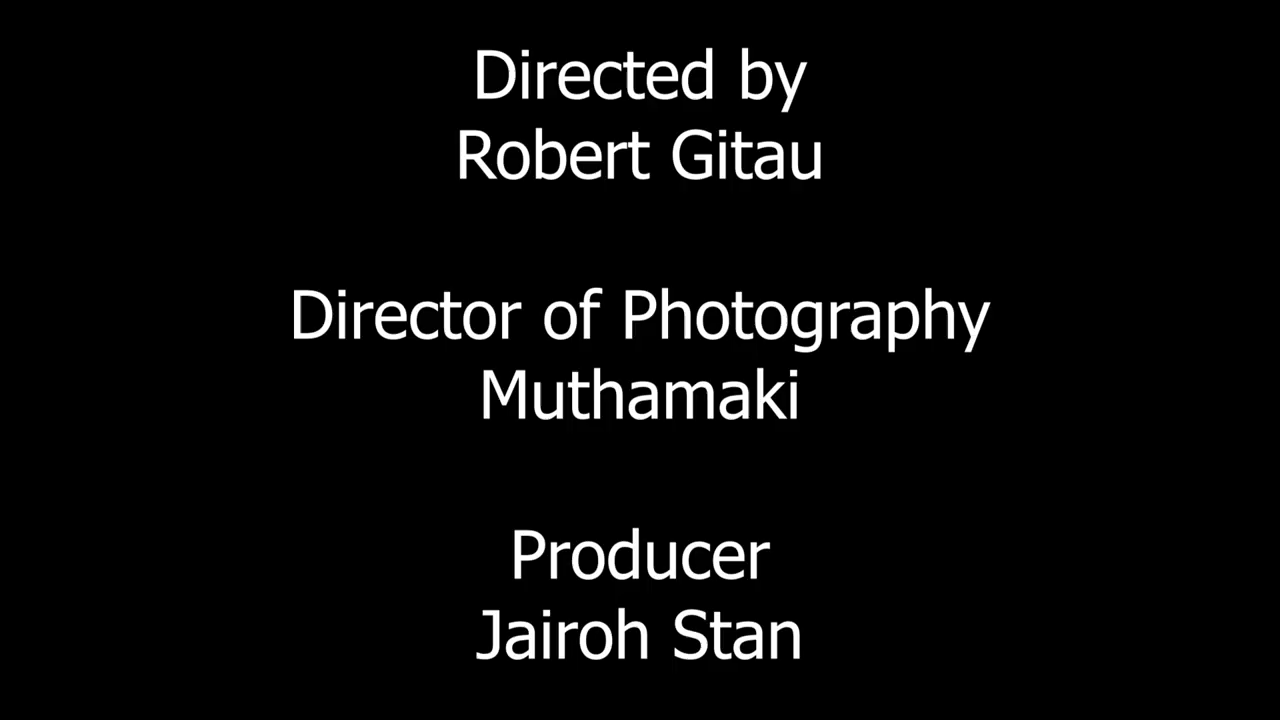 Directed by
Robert Gitau
Director of Photography
Muthamaki
Producer
Jairoh Stan